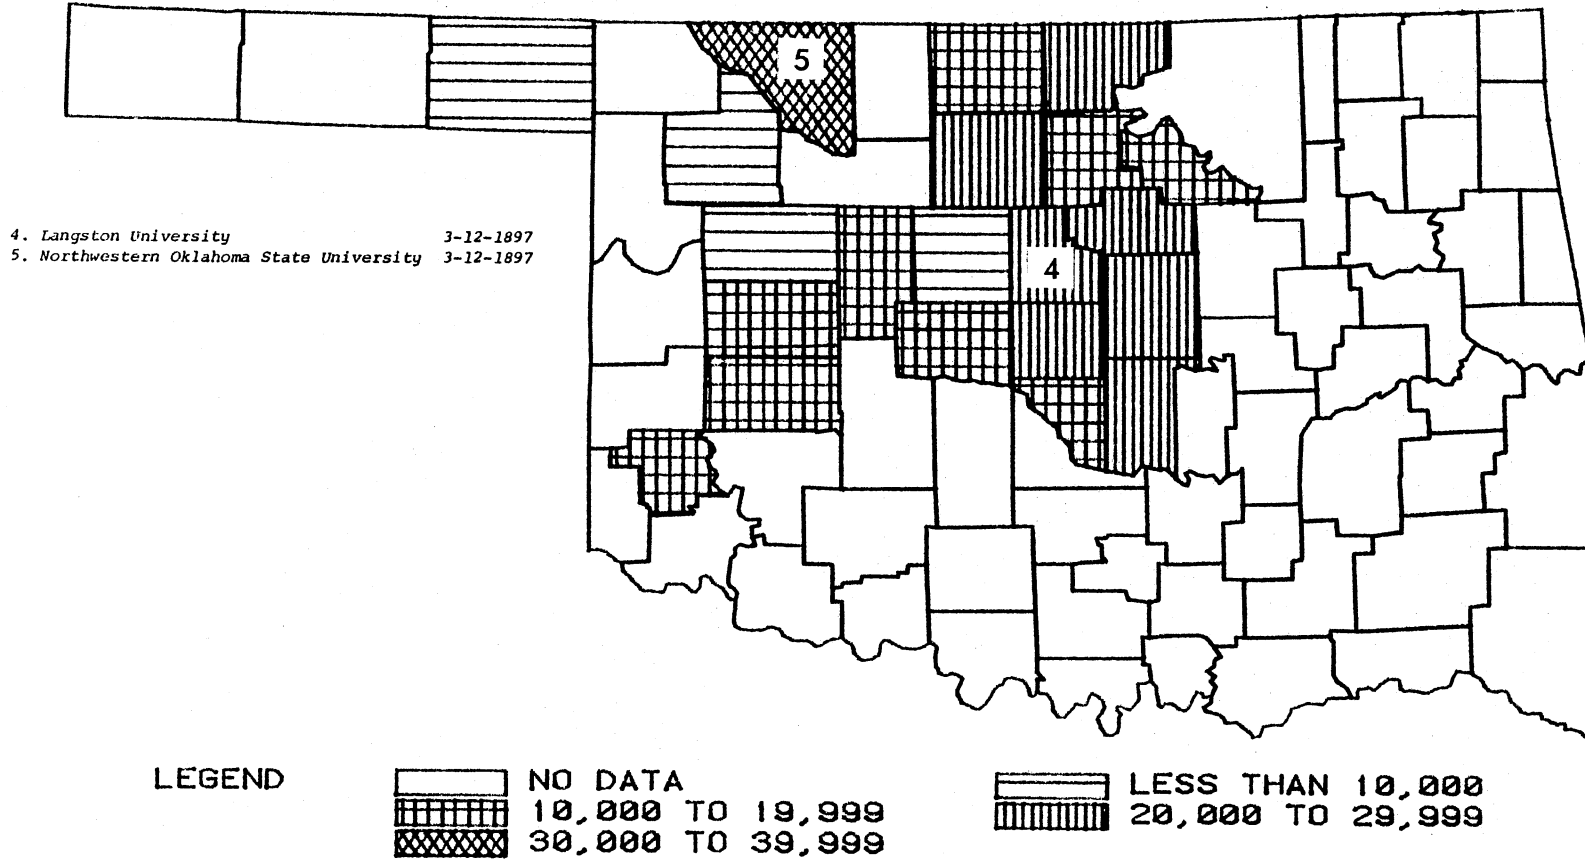 5
4. Langston University 3-12-1897
5. Northwestern Oklahoma State University 3-12-1897
4
LEGEND
NO DATA
10,000 TO 19,999
30,000 TO 39,999
LESS THAN 10,000
20,000 TO 29,999